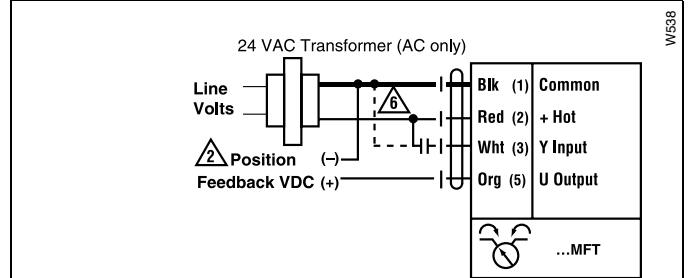 W538
24 VAC Transformer (AC only)
Line
Volts
Blk (1) Common
6
Red (2) + Hot
Wht (3) Y Input
2 Position (–)
Feedback VDC (+)
Org (5) U Output
...MFT